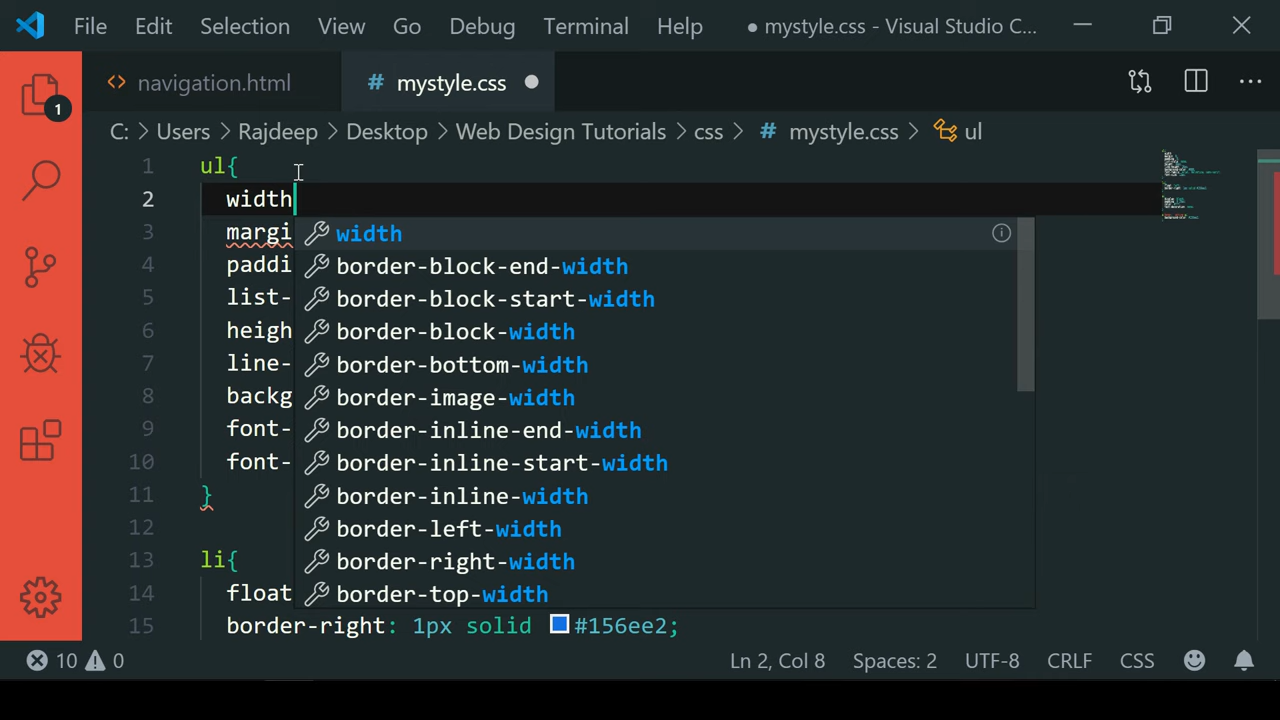 File Edit Selection View Go Debug Terminal Help ● mystyle.css - Visual Studio C...
navigation.html # mystyle.css
C: > Users > Rajdeep > Desktop > Web Design Tutorials > css > # mystyle.css > ul
1 ul{
2 width
3 margi
width
4 paddi
border-block-end-width
5 list-
border-block-start-width
6 heigh
border-block-width
7 line-
border-bottom-width
8 backg
border-image-width
9 font-
border-inline-end-width
10 font-
border-inline-start-width
11 }
border-inline-width
12
border-left-width
13 li{
border-right-width
14 float
border-top-width
15 border-right: 1px solid #156ee2;
1
10 0 Ln 2, Col 8 Spaces: 2 UTF-8 CRLF CSS